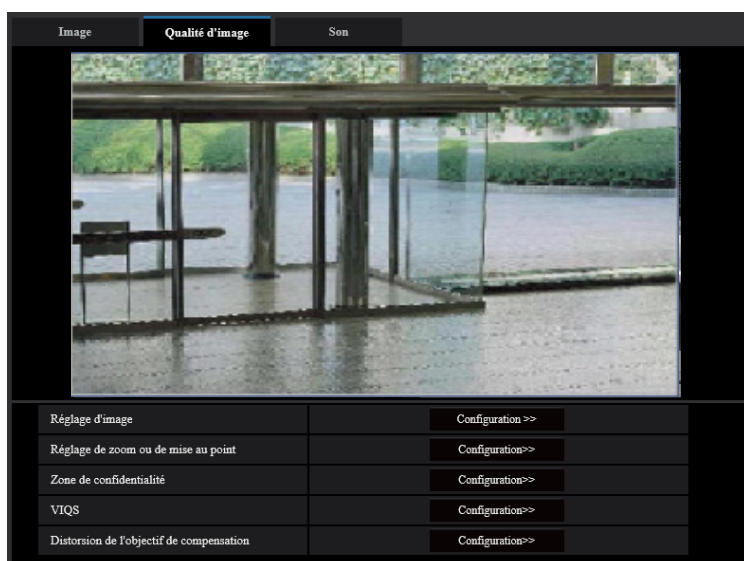 Image Qualité d'image Son
Réglage d'image Configuration >>
Réglage de zoom ou de mise au point Configuration>>
Zone de confidentialité Configuration>>
VIQS Configuration>>
Distorsion de l'objectif de compensation Configuration>>